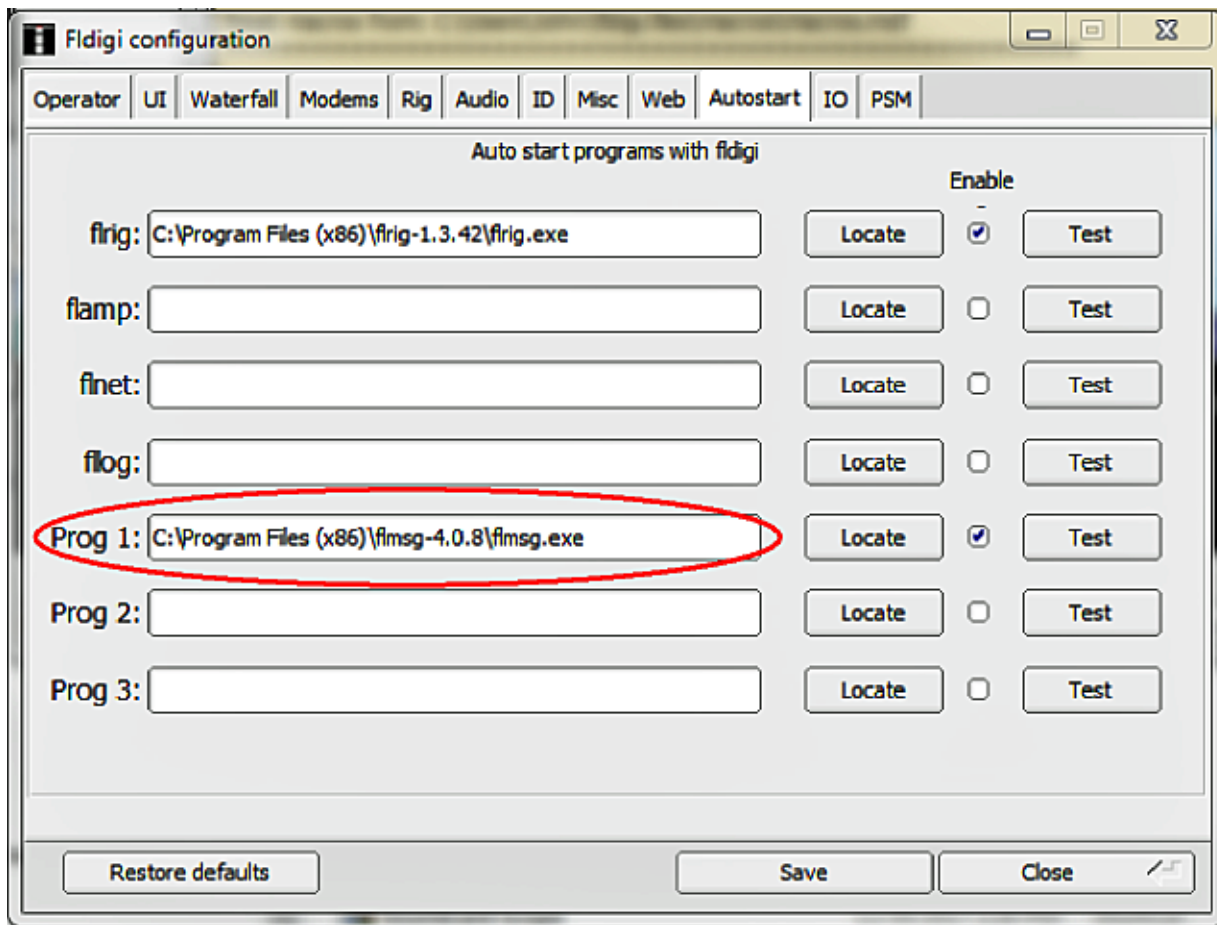 Fldigi configuration
Operator UI Waterfall Modems Rig Audio ID Misc Web Autostart IO PSM
Auto start programs with fldigi
Enable
flrig: C:\Program Files (x86)\flrig-1.3.42\flrig.exe Locate Test
flamp: Locate Test
flnet: Locate Test
fllog: Locate Test
Prog 1: C:\Program Files (x86)\flmsg-4.0.8\flmsg.exe Locate Test
Prog 2: Locate Test
Prog 3: Locate Test
Restore defaults Save Close